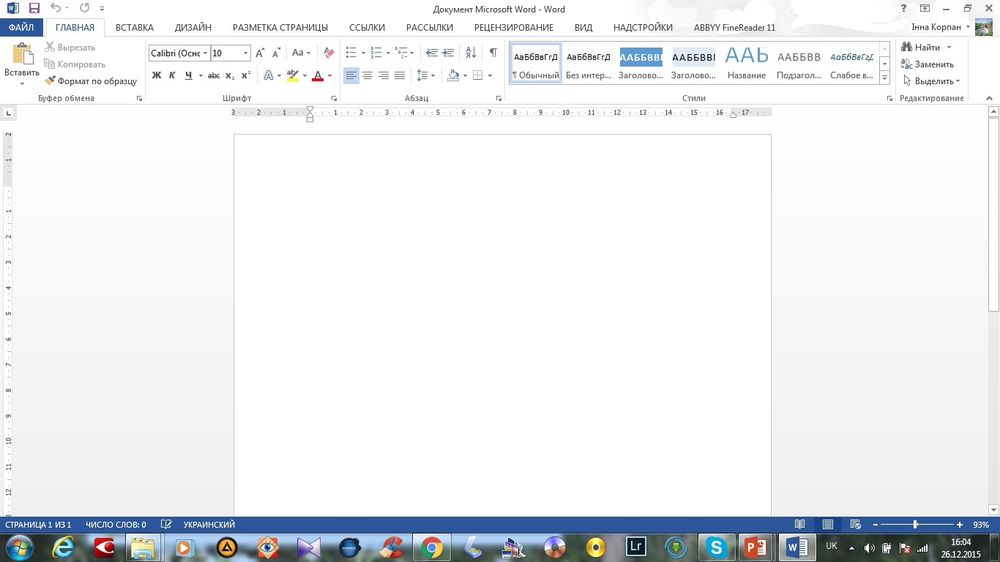 Документ Microsoft Word - Word
ФАЙЛ ГЛАВНАЯ ВСТАВКА ДИЗАЙН РАЗМЕТКА СТРАНИЦЫ ССЫЛКИ РАССЫЛКИ РЕЦЕНЗИРОВАНИЕ ВИД НАДСТРОЙКИ ABBYY FineReader 11 Інна Корпан
Вставить
Вырезать
Копировать
Формат по образцу
Буфер обмена
Calibri (Оснс 10
Aa
Ж К Ч abc x₂ x²
Шрифт
Абзац
АаБбВвГгД АаБбВвГгД ААББВВ ААББВВ ААБ ААББВВ АаБбВвГгД
¶ Обычный Без интер... Заголово... Заголово... Название Подзагол... Слабое в...
Стили
Найти
Заменить
Выделить
Редактирование
3 2 1 1 2 3 4 5 6 7 8 9 10 11 12 13 14 15 16 17
2
1
1
2
3
4
5
6
7
8
9
10
11
12
СТРАНИЦА 1 ИЗ 1 ЧИСЛО СЛОВ: 0 УКРАИНСКИЙ 93%
Lr UK 16:04
26.12.2015